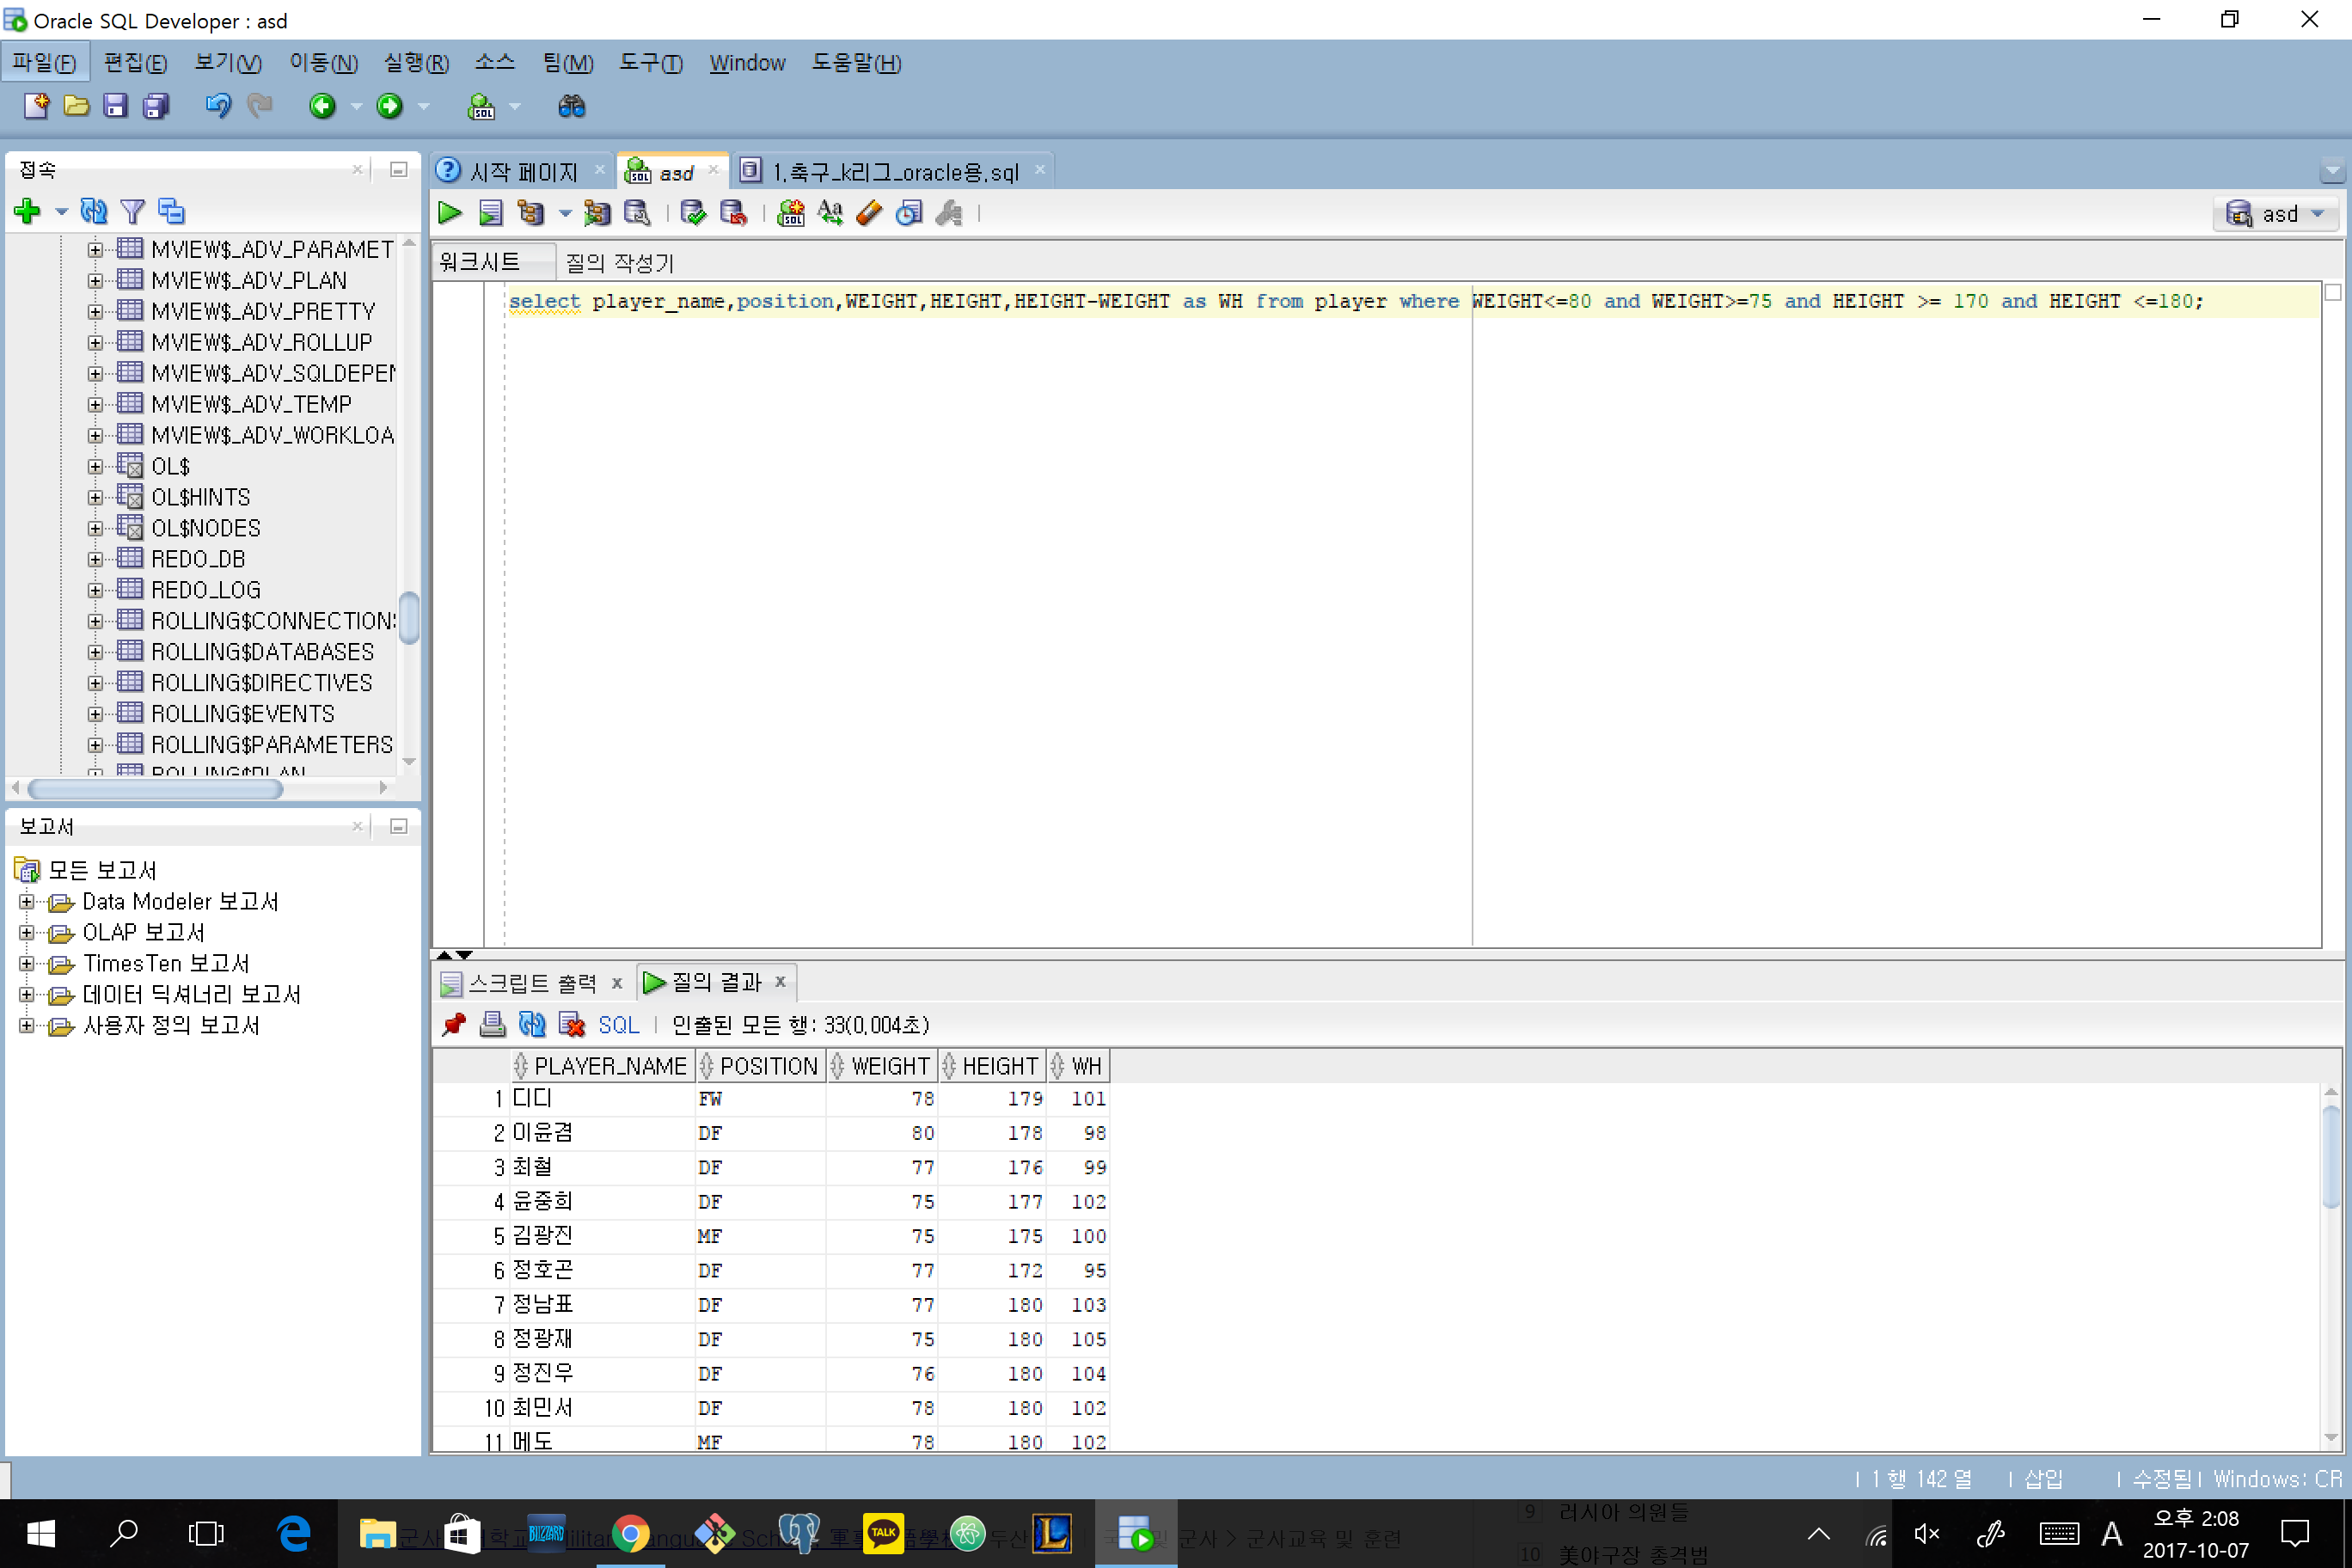 Oracle SQL Developer : asd
파일(F) 편집(E) 보기(V) 이동(N) 실행(R) 소스 팀(M) 도구(T) Window 도움말(H)
접속
MVIEW$_ADV_PARAMET
MVIEW$_ADV_PLAN
MVIEW$_ADV_PRETTY
MVIEW$_ADV_ROLLUP
MVIEW$_ADV_SQLDEPEN
MVIEW$_ADV_TEMP
MVIEW$_ADV_WORKLOA
OL$
OL$HINTS
OL$NODES
REDO_DB
REDO_LOG
ROLLING$CONNECTIONS
ROLLING$DATABASES
ROLLING$DIRECTIVES
ROLLING$EVENTS
ROLLING$PARAMETERS
ROLLING$PLAN
보고서
모든 보고서
Data Modeler 보고서
OLAP 보고서
TimesTen 보고서
데이터 딕셔너리 보고서
사용자 정의 보고서
시작 페이지 asd 1.축구_k리그_oracle용.sql
asd
워크시트 질의 작성기
select player_name,position,WEIGHT,HEIGHT,HEIGHT-WEIGHT as WH from player where WEIGHT<=80 and WEIGHT>=75 and HEIGHT >= 170 and HEIGHT <=180;
스크립트 출력 질의 결과
SQL 인출된 모든 행: 33(0.004초)
PLAYER_NAME POSITION WEIGHT HEIGHT WH
1 디디 FW 78 179 101
2 이윤겸 DF 80 178 98
3 최철 DF 77 176 99
4 윤중희 DF 75 177 102
5 김광진 MF 75 175 100
6 정호곤 DF 77 172 95
7 정남표 DF 77 180 103
8 정광재 DF 75 180 105
9 정진우 DF 76 180 104
10 최민서 DF 78 180 102
11 메도 MF 78 180 102
1 행 142 열 삽입 수정됨 Windows: CR
BLIZZARD
TALK
군사 > 군사교육 및 훈련
9 러시아 의원들
10 美야구장 총격범
A
오후 2:08
2017-10-07